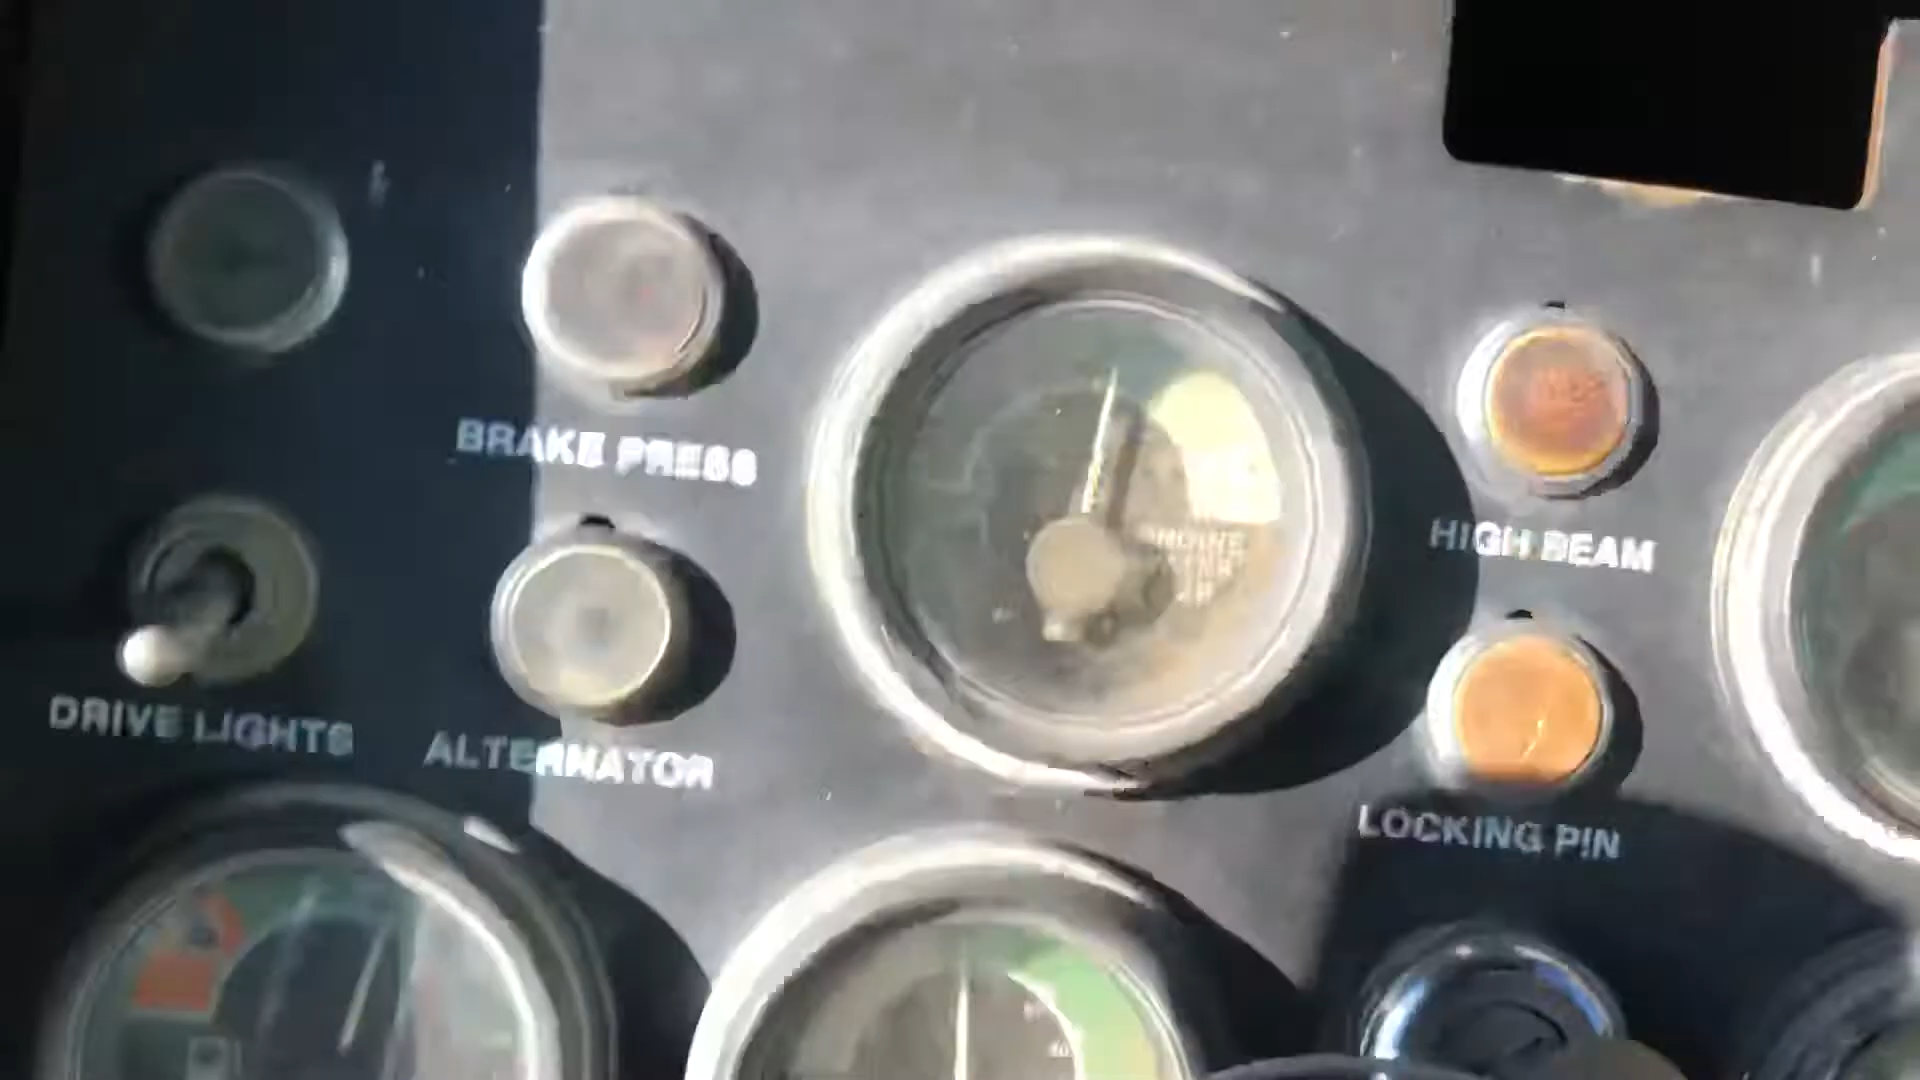 BRAKE PRESS
HIGH BEAM
DRIVE LIGHTS
ALTERNATOR
LOCKING PIN